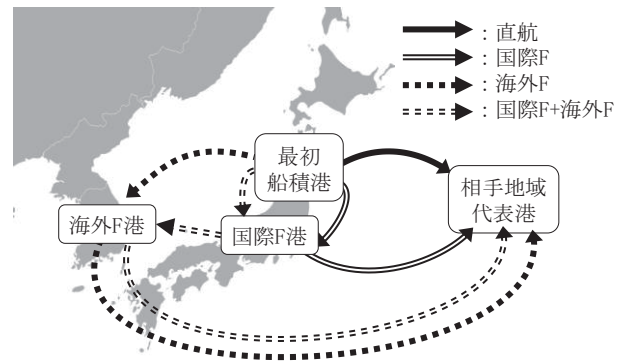 ：直航
：国際F
：海外F
：国際F+海外F
最初
船積港
相手地域
代表港
海外F港
国際F港